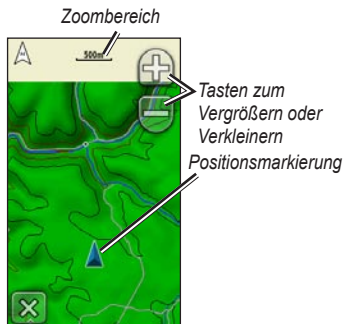 Zoombereich
500m
Tasten zum
Vergrößern oder
Verkleinern
Positionsmarkierung